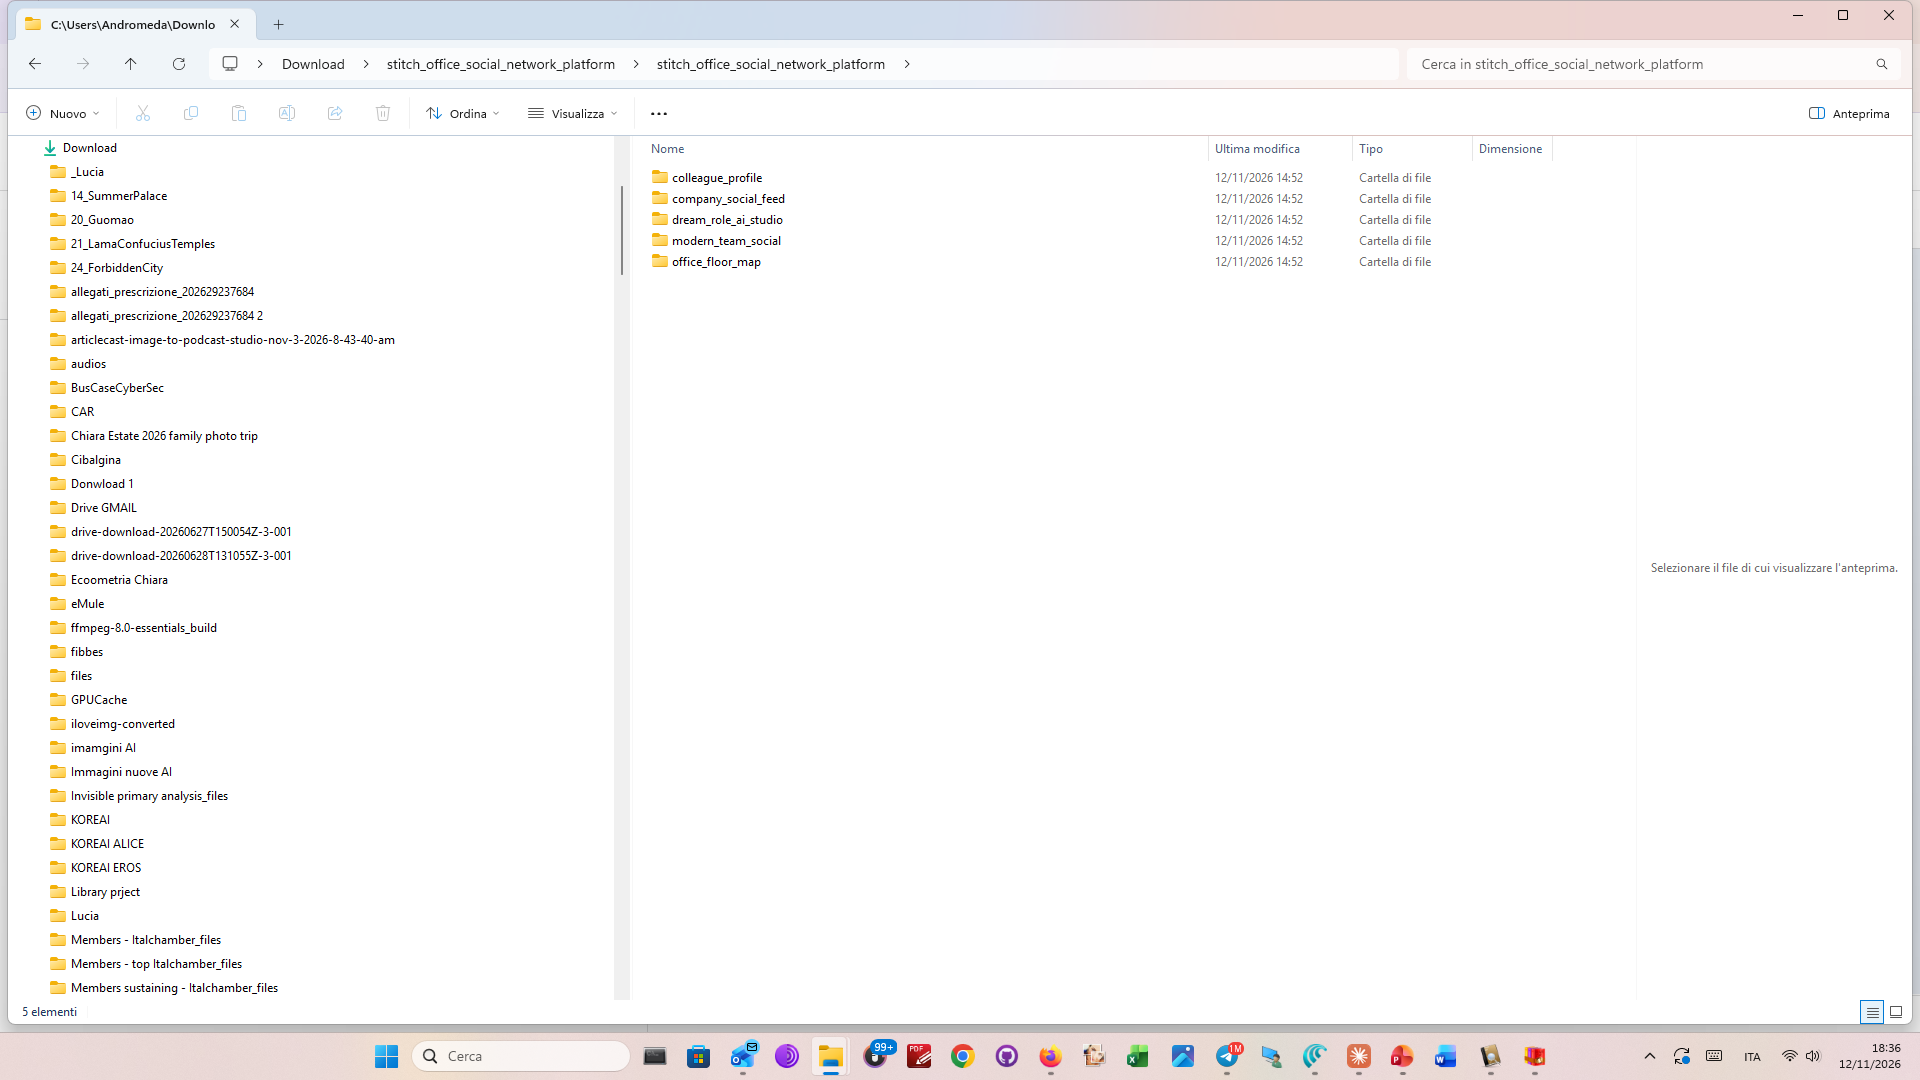 C:\Users\Andromeda\Downlo
Download
stitch_office_social_network_platform
stitch_office_social_network_platform
Cerca in stitch_office_social_network_platform
Nuovo
Ordina
Visualizza
Anteprima
Download
_Lucia
14_SummerPalace
20_Guomao
21_LamaConfuciusTemples
24_ForbiddenCity
allegati_prescrizione_202629237684
allegati_prescrizione_202629237684 2
articlecast-image-to-podcast-studio-nov-3-2026-8-43-40-am
audios
BusCaseCyberSec
CAR
Chiara Estate 2026 family photo trip
Cibalgina
Donwload 1
Drive GMAIL
drive-download-20260627T150054Z-3-001
drive-download-20260628T131055Z-3-001
Ecoometria Chiara
eMule
ffmpeg-8.0-essentials_build
fibbes
files
GPUCache
iloveimg-converted
imamgini AI
Immagini nuove AI
Invisible primary analysis_files
KOREAI
KOREAI ALICE
KOREAI EROS
Library prject
Lucia
Members - Italchamber_files
Members - top Italchamber_files
Members sustaining - Italchamber_files
Nome Ultima modifica Tipo Dimensione
colleague_profile 12/11/2026 14:52 Cartella di file
company_social_feed 12/11/2026 14:52 Cartella di file
dream_role_ai_studio 12/11/2026 14:52 Cartella di file
modern_team_social 12/11/2026 14:52 Cartella di file
office_floor_map 12/11/2026 14:52 Cartella di file
Selezionare il file di cui visualizzare l'anteprima.
5 elementi
Cerca
99+
PDF
1M
ITA
18:36
12/11/2026